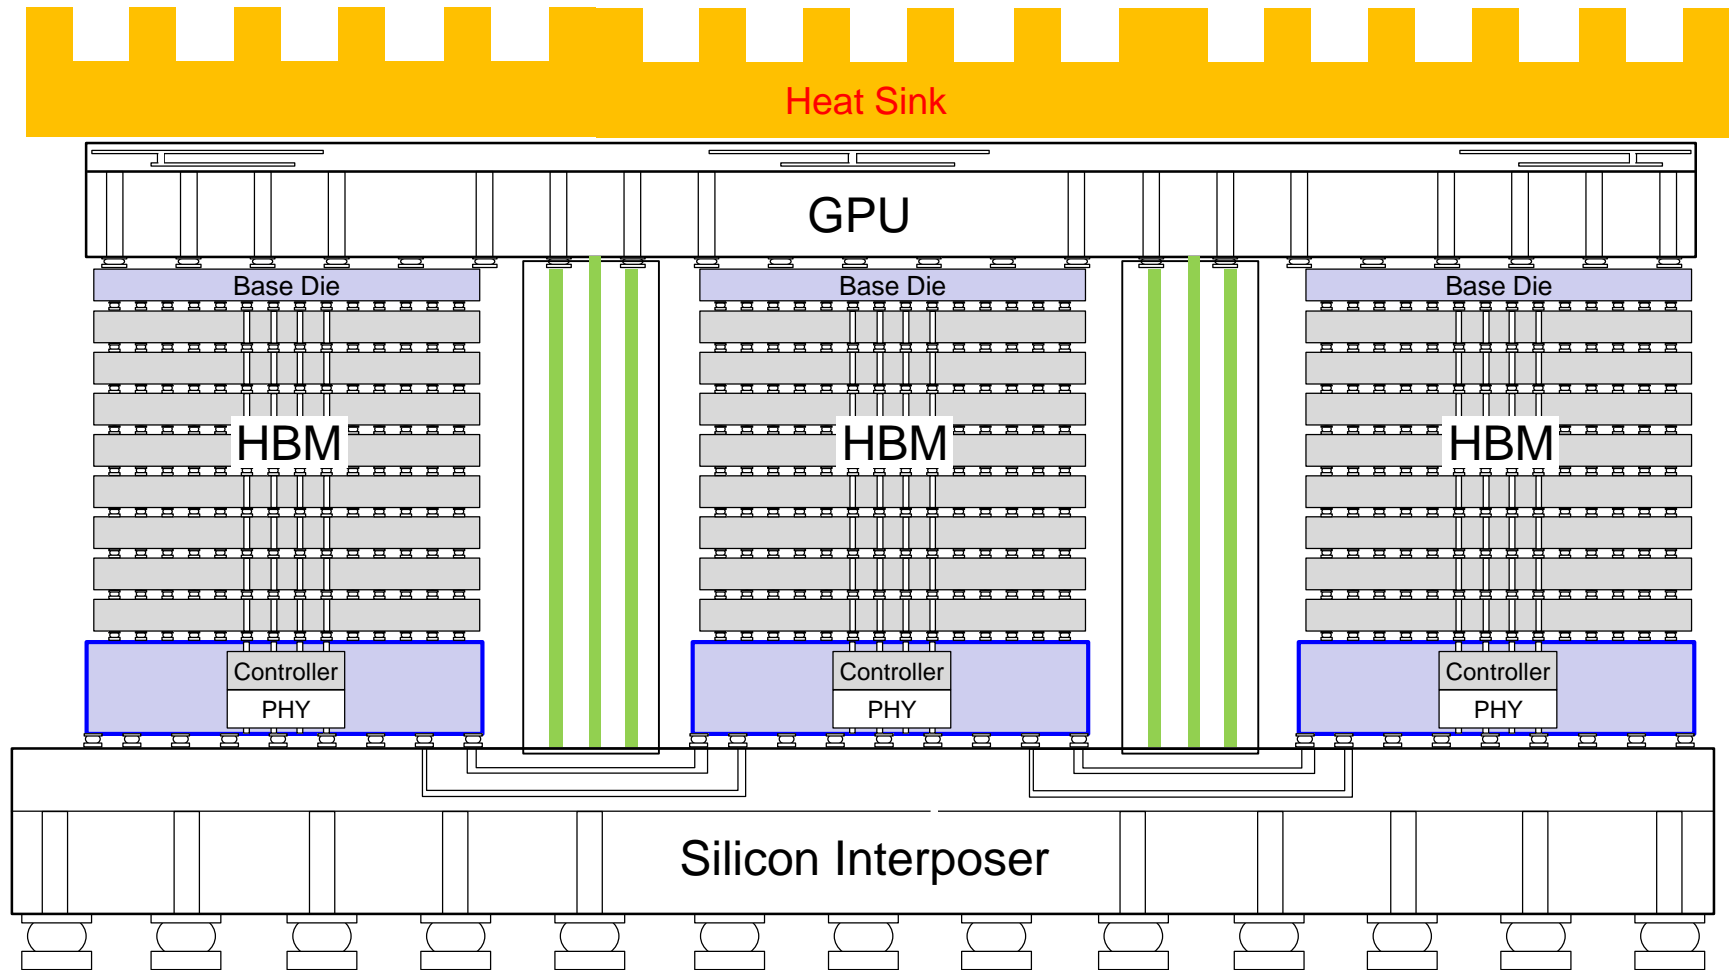 Heat Sink
GPU
Base Die
Base Die
Base Die
HBM
HBM
HBM
Controller
Controller
Controller
PHY
PHY
PHY
Silicon Interposer